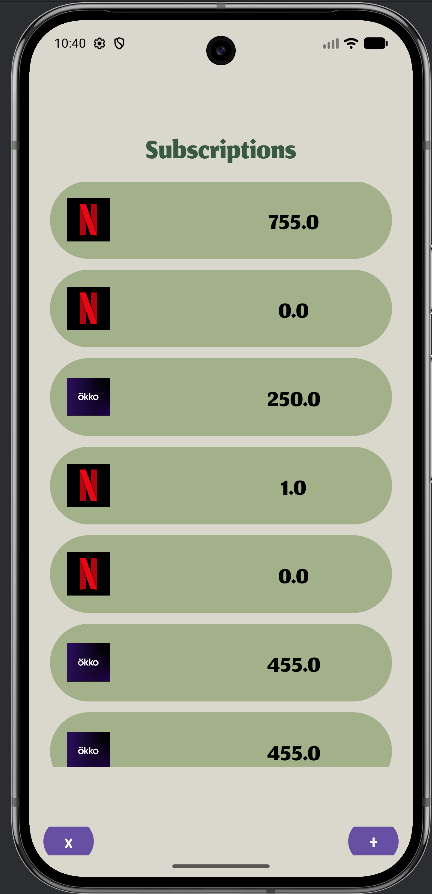 10:40
Subscriptions
N 755.0
N 0.0
ökko 250.0
N 1.0
N 0.0
ökko 455.0
ökko 455.0
x +